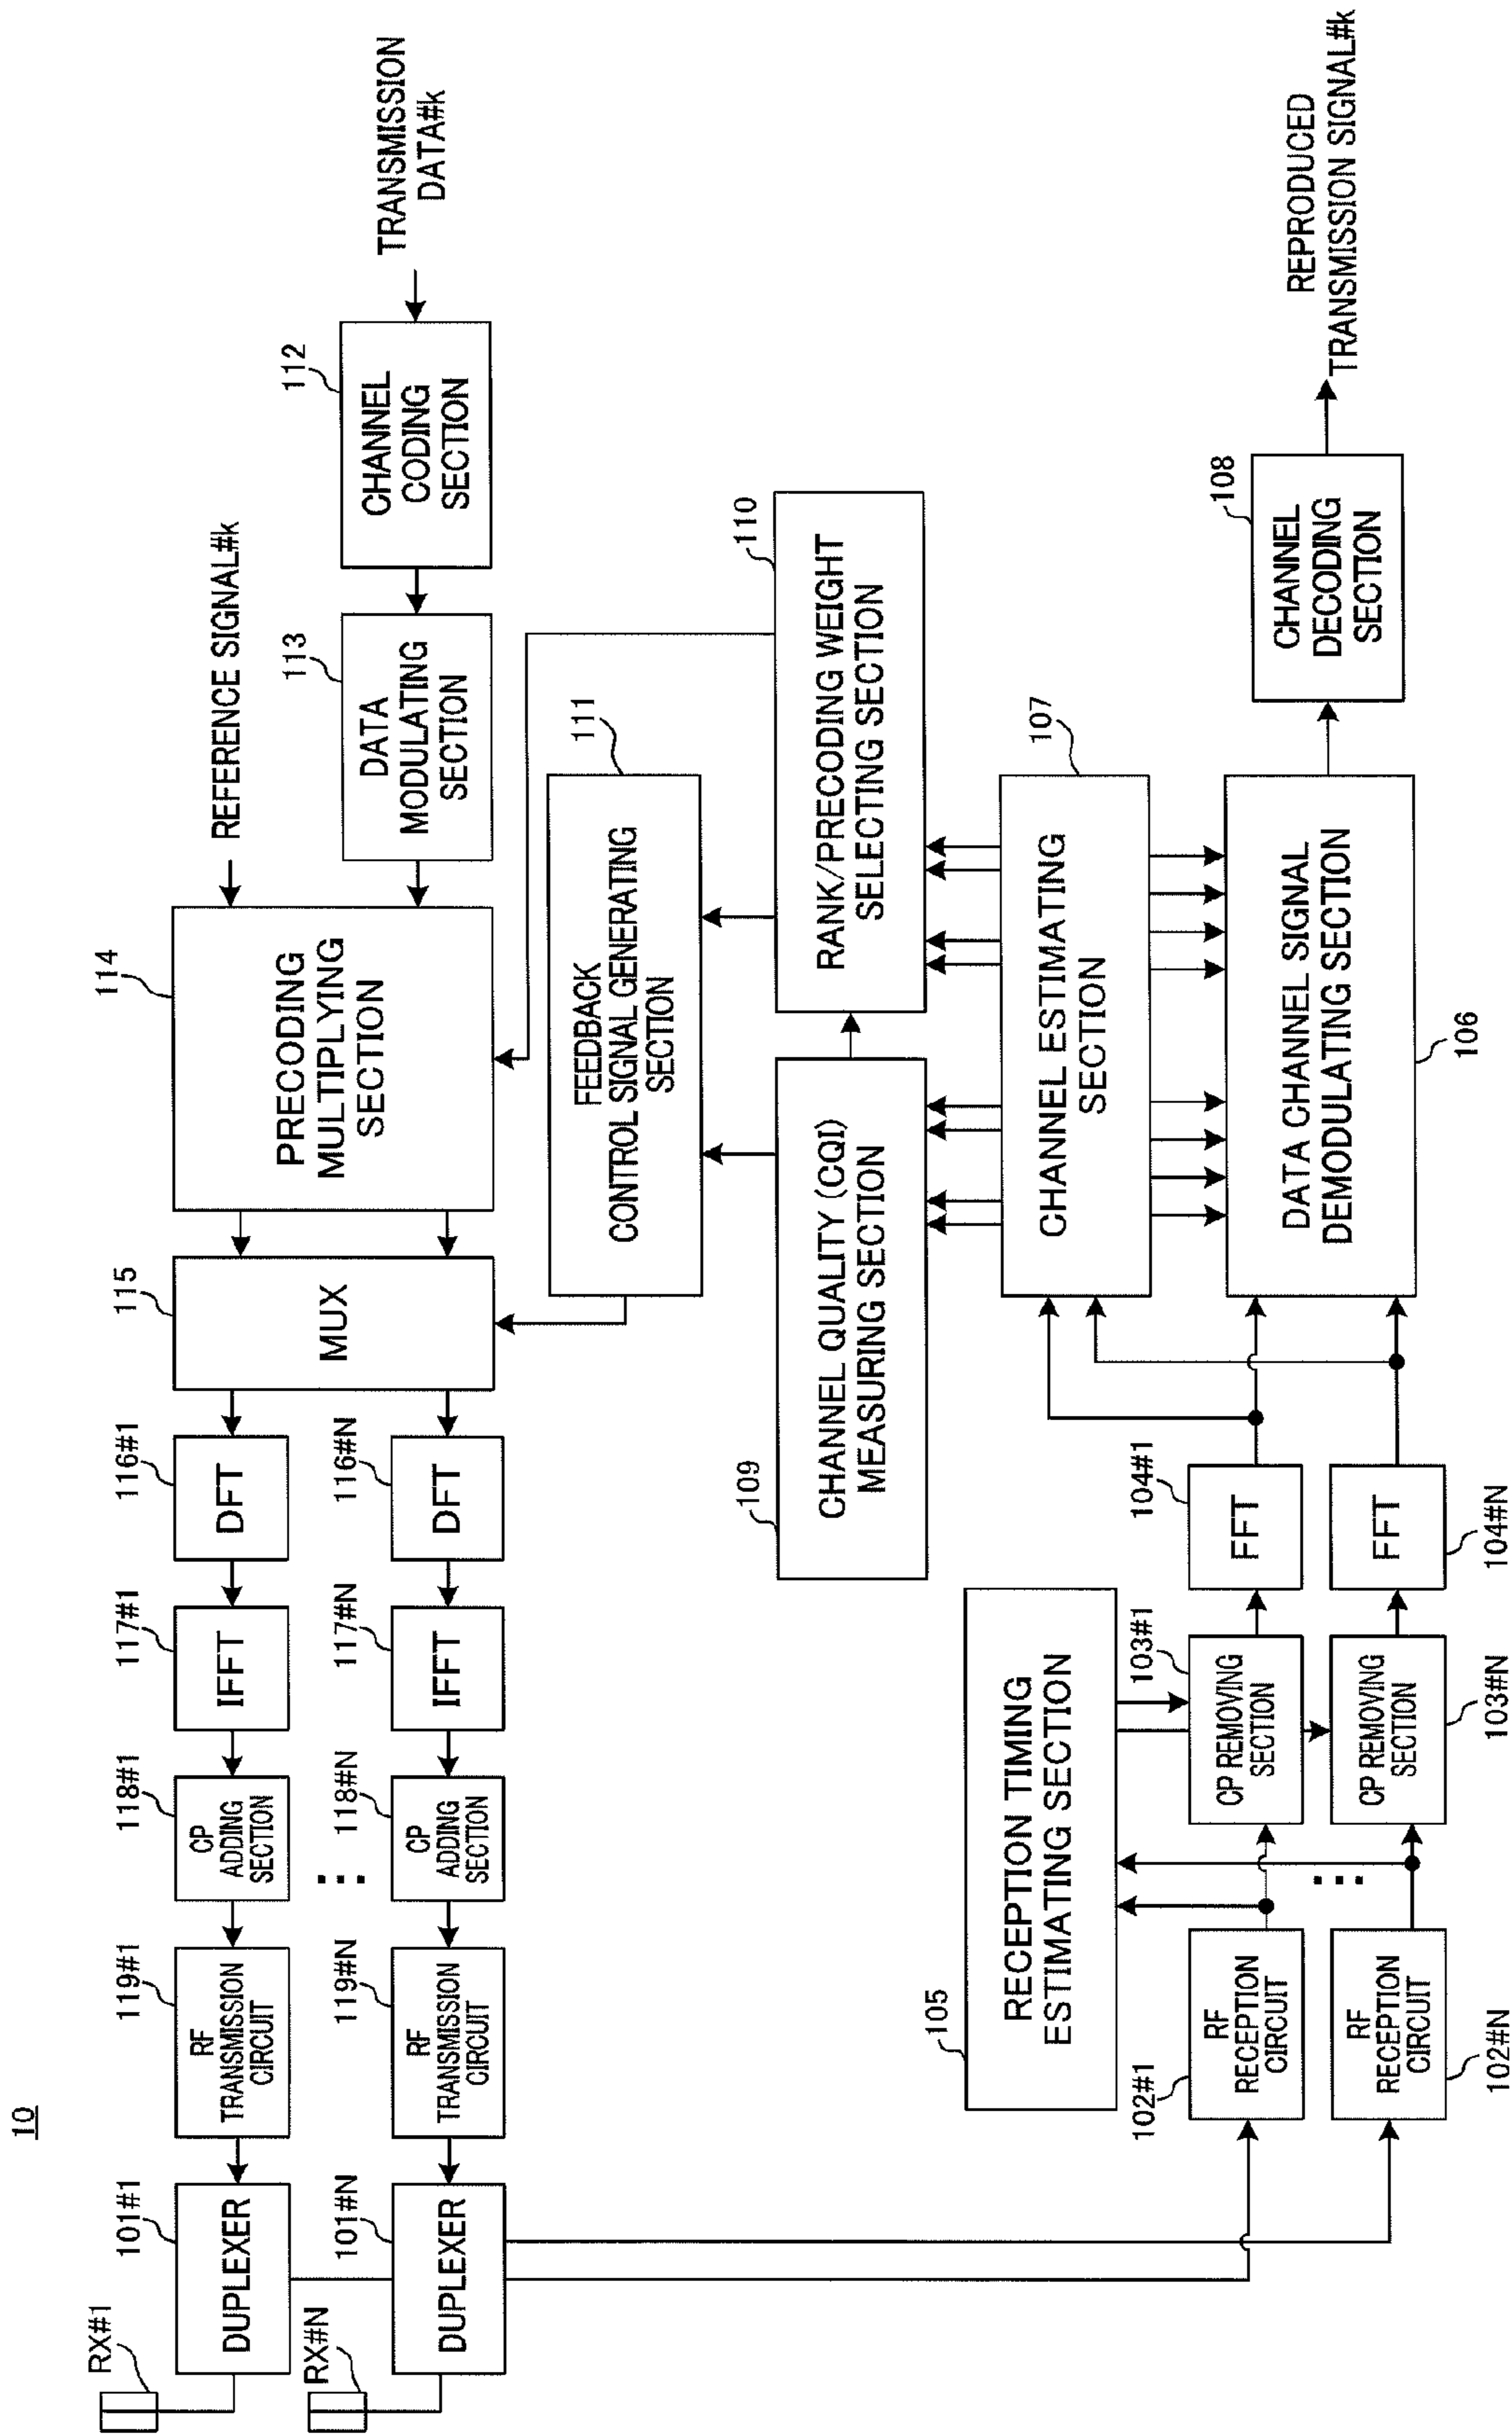 10
RX#1
101#1
DUPLEXER
119#1
RF
TRANSMISSION
CIRCUIT
118#1
CP
ADDING
SECTION
117#1
IFFT
116#1
DFT
115
MUX
114
PRECODING
MULTIPLYING
SECTION
REFERENCE SIGNAL#k
RX#N
101#N
DUPLEXER
119#N
RF
TRANSMISSION
CIRCUIT
118#N
CP
ADDING
SECTION
117#N
IFFT
116#N
DFT
113
DATA
MODULATING
SECTION
112
CHANNEL
CODING
SECTION
TRANSMISSION
DATA#k
111
FEEDBACK
CONTROL SIGNAL GENERATING
SECTION
109
CHANNEL QUALITY (CQI)
MEASURING SECTION
110
RANK/PRECODING WEIGHT
SELECTING SECTION
105
RECEPTION TIMING
ESTIMATING SECTION
107
CHANNEL ESTIMATING
SECTION
102#1
RF
RECEPTION
CIRCUIT
103#1
CP REMOVING
SECTION
104#1
FFT
102#N
RF
RECEPTION
CIRCUIT
103#N
CP REMOVING
SECTION
104#N
FFT
DATA CHANNEL SIGNAL
DEMODULATING SECTION
106
108
CHANNEL
DECODING
SECTION
REPRODUCED
TRANSMISSION SIGNAL#k